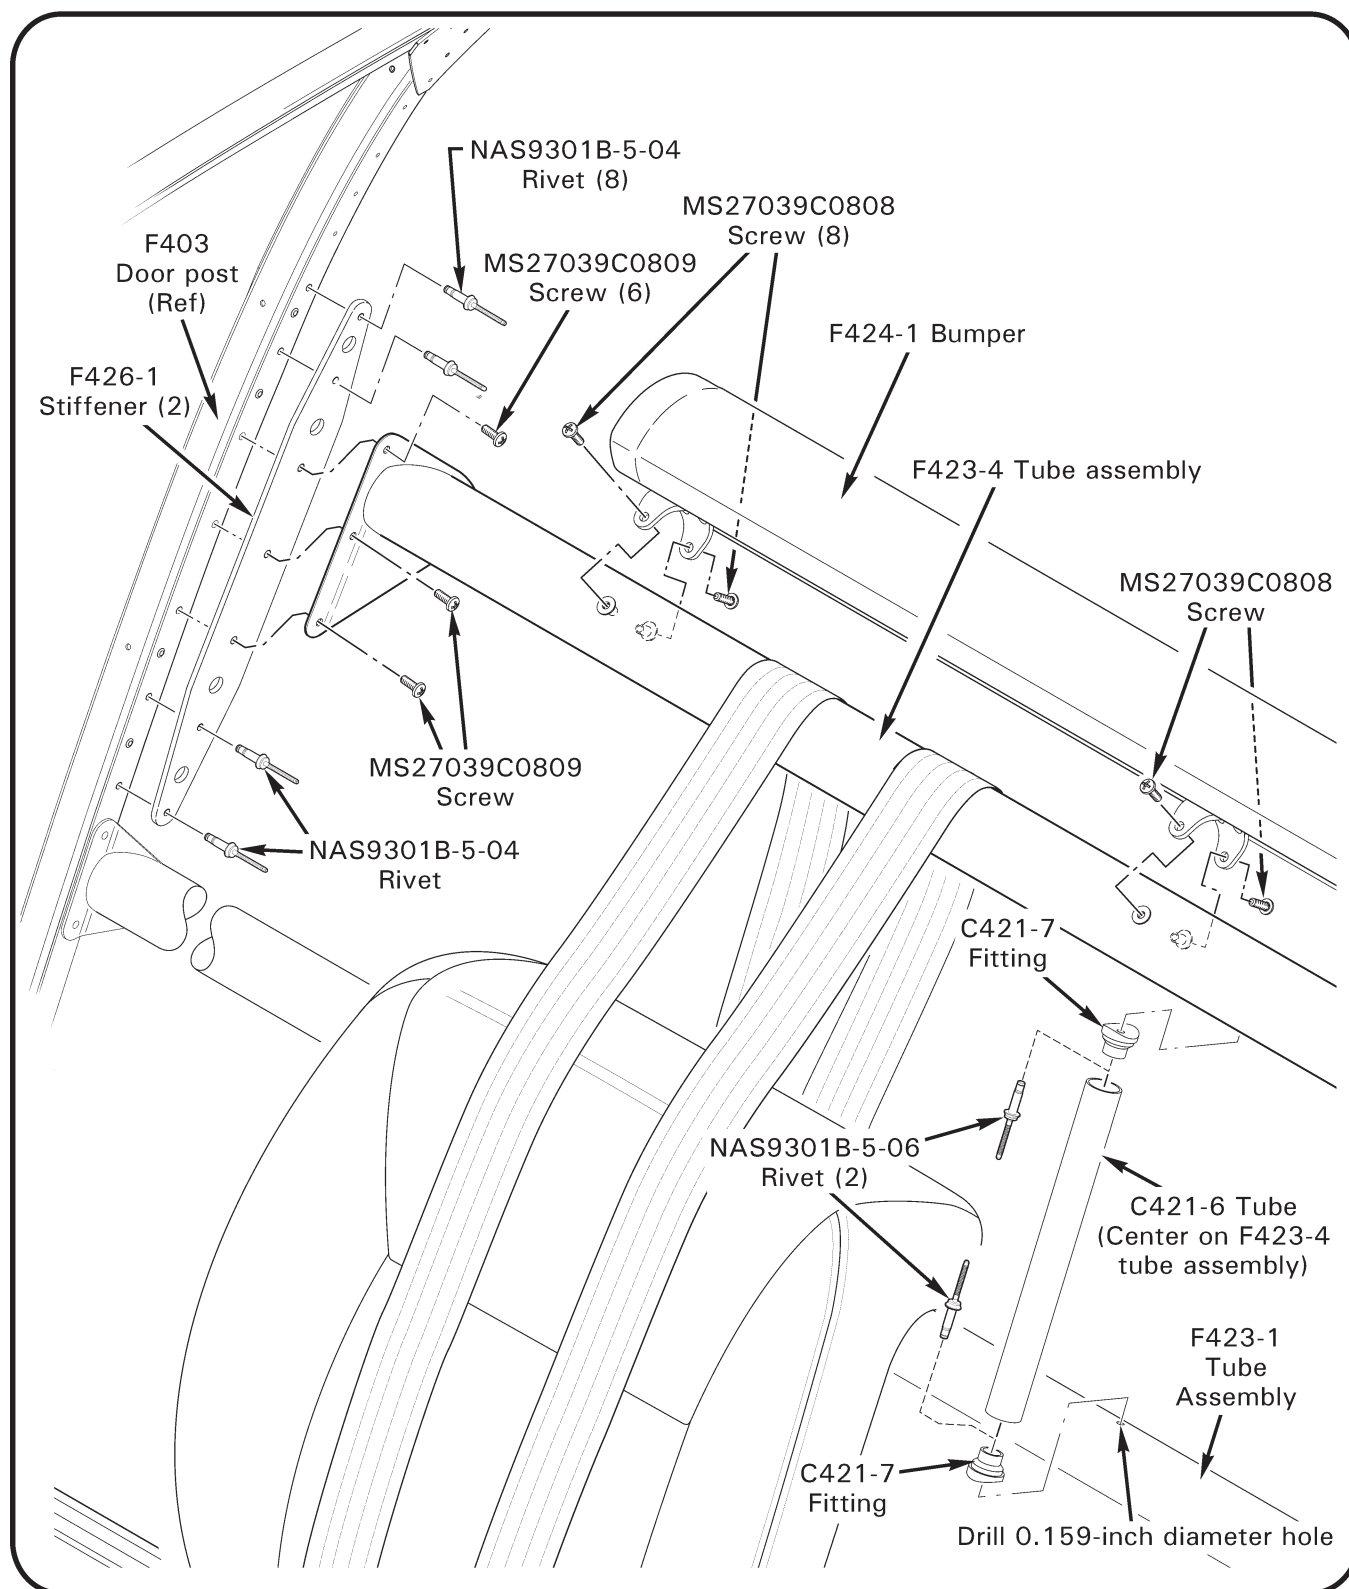 NAS9301B-5-04
Rivet (8)
MS27039C0808
Screw (8)
F403
Door post
(Ref)
MS27039C0809
Screw (6)
F424-1 Bumper
F426-1
Stiffener (2)
F423-4 Tube assembly
MS27039C0808
Screw
MS27039C0809
Screw
NAS9301B-5-04
Rivet
C421-7
Fitting
NAS9301B-5-06
Rivet (2)
C421-6 Tube
(Center on F423-4
tube assembly)
F423-1
Tube
Assembly
C421-7
Fitting
Drill 0.159-inch diameter hole